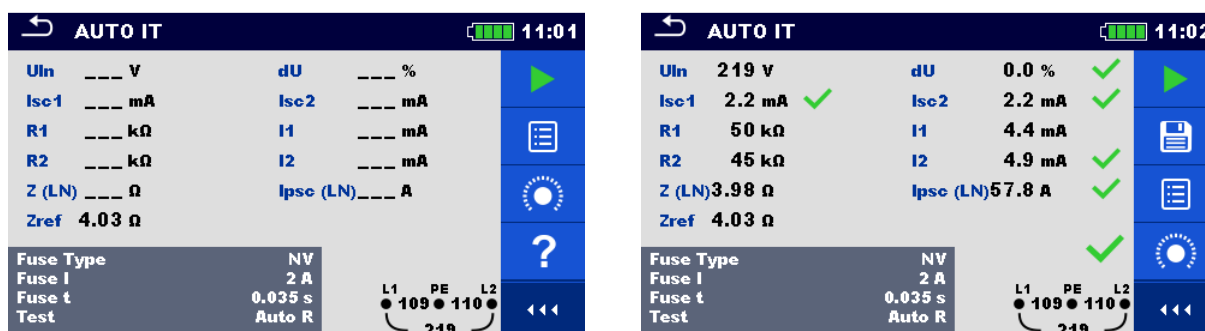 AUTO IT 11:01
Uln ___ V dU ___ %
Isc1 ___ mA Isc2 ___ mA
R1 ___ kΩ I1 ___ mA
R2 ___ kΩ I2 ___ mA
Z (LN) ___ Ω Ipsc (LN)___ A
Zref 4.03 Ω
?
Fuse Type NV
Fuse I 2 A
Fuse t 0.035 s
Test Auto R
L1 PE L2
109 110
219
AUTO IT 11:02
Uln 219 V dU 0.0 %
Isc1 2.2 mA Isc2 2.2 mA
R1 50 kΩ I1 4.4 mA
R2 45 kΩ I2 4.9 mA
Z (LN)3.98 Ω Ipsc (LN)57.8 A
Zref 4.03 Ω
Fuse Type NV
Fuse I 2 A
Fuse t 0.035 s
Test Auto R
L1 PE L2
109 110
219